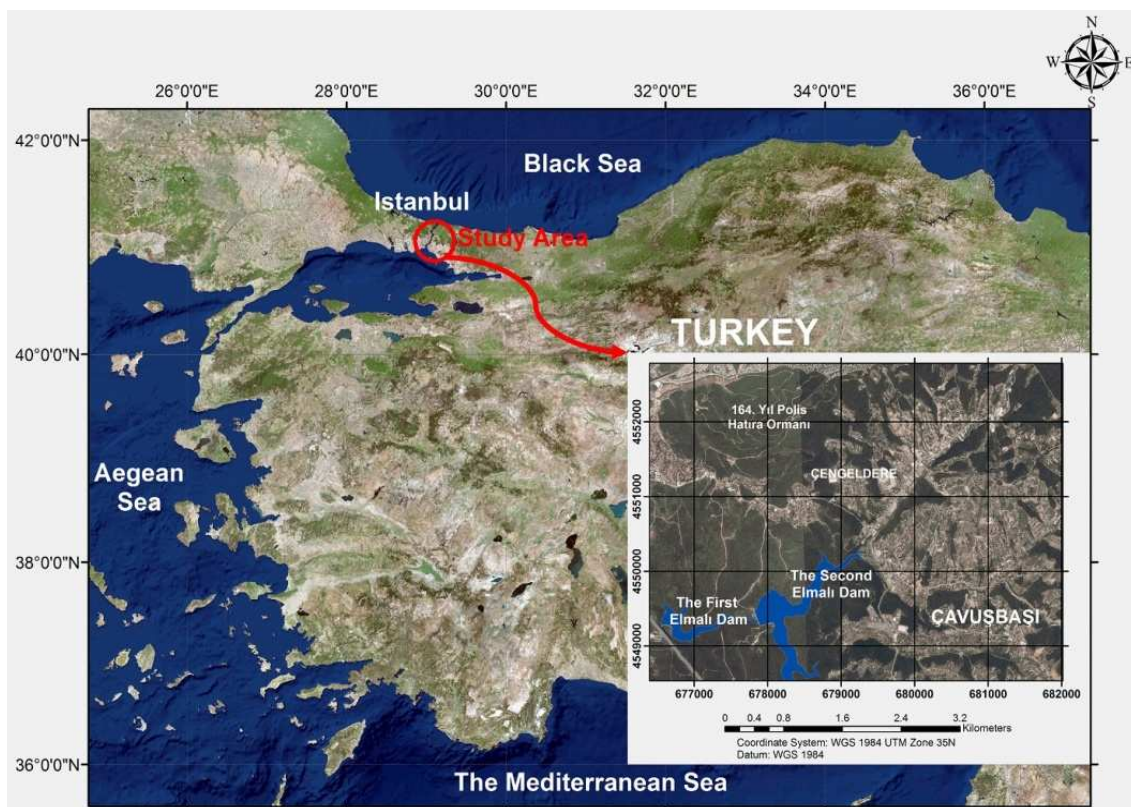 N
W
E
S
26°0'0"E
28°0'0"E
30°0'0"E
32°0'0"E
34°0'0"E
36°0'0"E
42°0'0"N
Black Sea
Istanbul
Study Area
40°0'0"N
TURKEY
Aegean
Sea
38°0'0"N
36°0'0"N
The Mediterranean Sea
164. Yıl Polis
Hatıra Ormanı
ÇENGELDERE
The Second
Elmalı Dam
The First
Elmalı Dam
ÇAVUŞBAŞI
4552000
4551000
4550000
4549000
677000
678000
679000
680000
681000
682000
0 0.4 0.8 1.6 2.4 3.2
Kilometers
Coordinate System: WGS 1984 UTM Zone 35N
Datum: WGS 1984